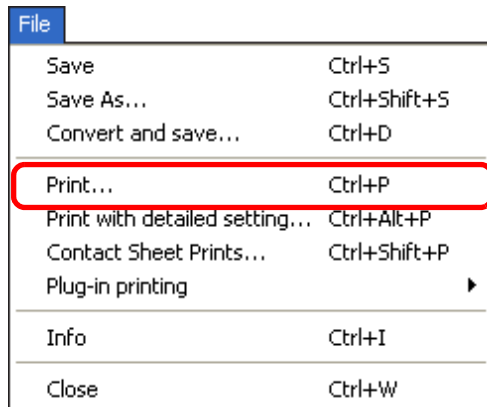 File
Save Ctrl+S
Save As... Ctrl+Shift+S
Convert and save... Ctrl+D
Print... Ctrl+P
Print with detailed setting... Ctrl+Alt+P
Contact Sheet Prints... Ctrl+Shift+P
Plug-in printing
Info Ctrl+I
Close Ctrl+W